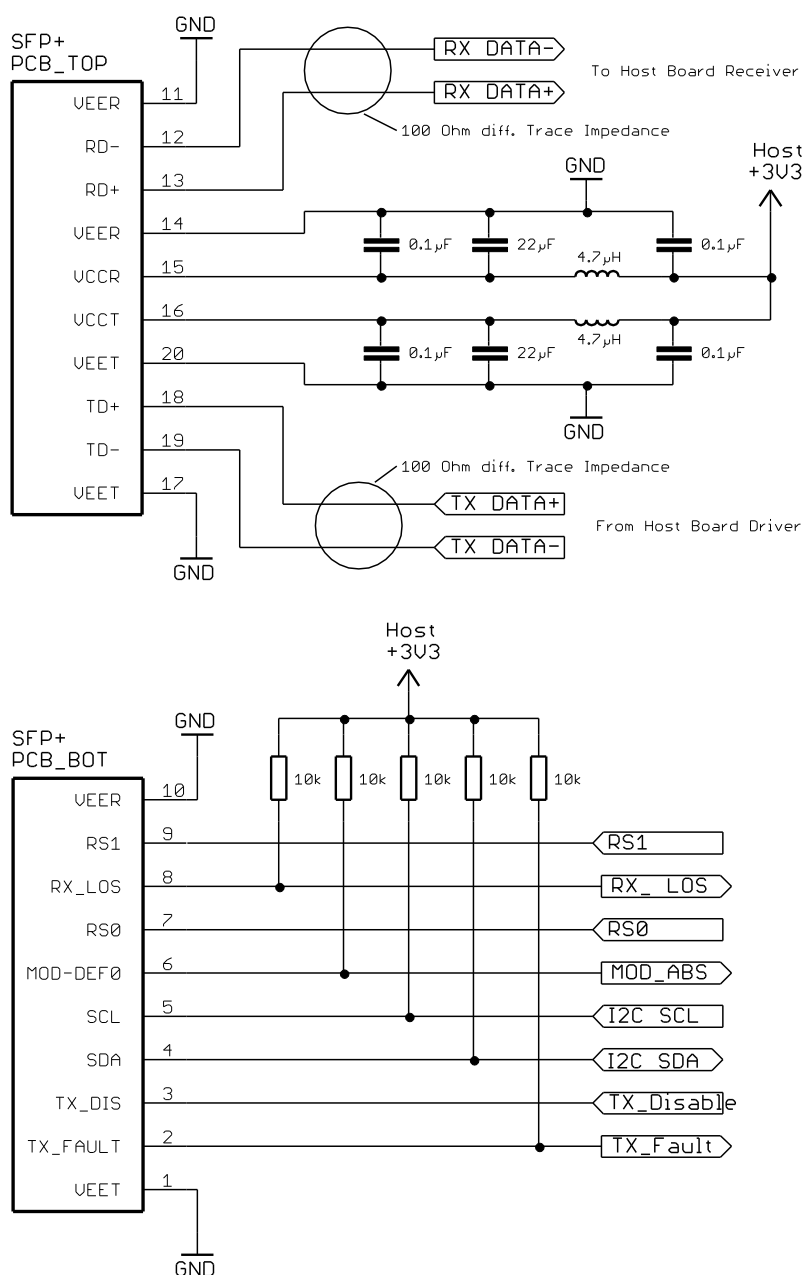 GND
SFP+
PCB_TOP
RX DATA-
To Host Board Receiver
VEER 11
RX DATA+
100 Ohm diff. Trace Impedance
RD- 12
Host
+3V3
GND
RD+ 13
VEER 14
0.1µF 22µF 4.7µH 0.1µF
VCCR 15
VCCT 16
4.7µH
VEET 20
0.1µF 22µF 0.1µF
TD+ 18
GND
TD- 19
100 Ohm diff. Trace Impedance
VEET 17
TX DATA+
From Host Board Driver
TX DATA-
GND
Host
+3V3
GND
SFP+
PCB_BOT
10k 10k 10k 10k 10k
VEER 10
RS1 9 RS1
RX_LOS 8 RX_ LOS
RS0 7 RS0
MOD-DEF0 6 MOD_ABS
SCL 5 I2C SCL
SDA 4 I2C SDA
TX_DIS 3 TX_Disable
TX_FAULT 2 TX_Fault
VEET 1
GND